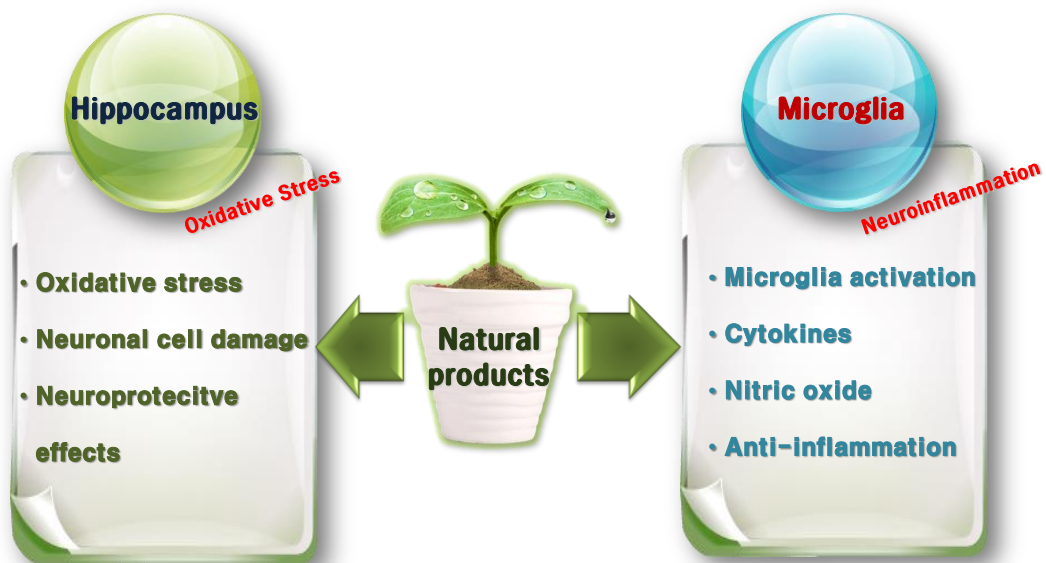 Hippocampus
Oxidative Stress
· Oxidative stress
· Neuronal cell damage
· Neuroprotecitve
effects
Natural
products
Microglia
Neuroinflammation
· Microglia activation
· Cytokines
· Nitric oxide
· Anti-inflammation